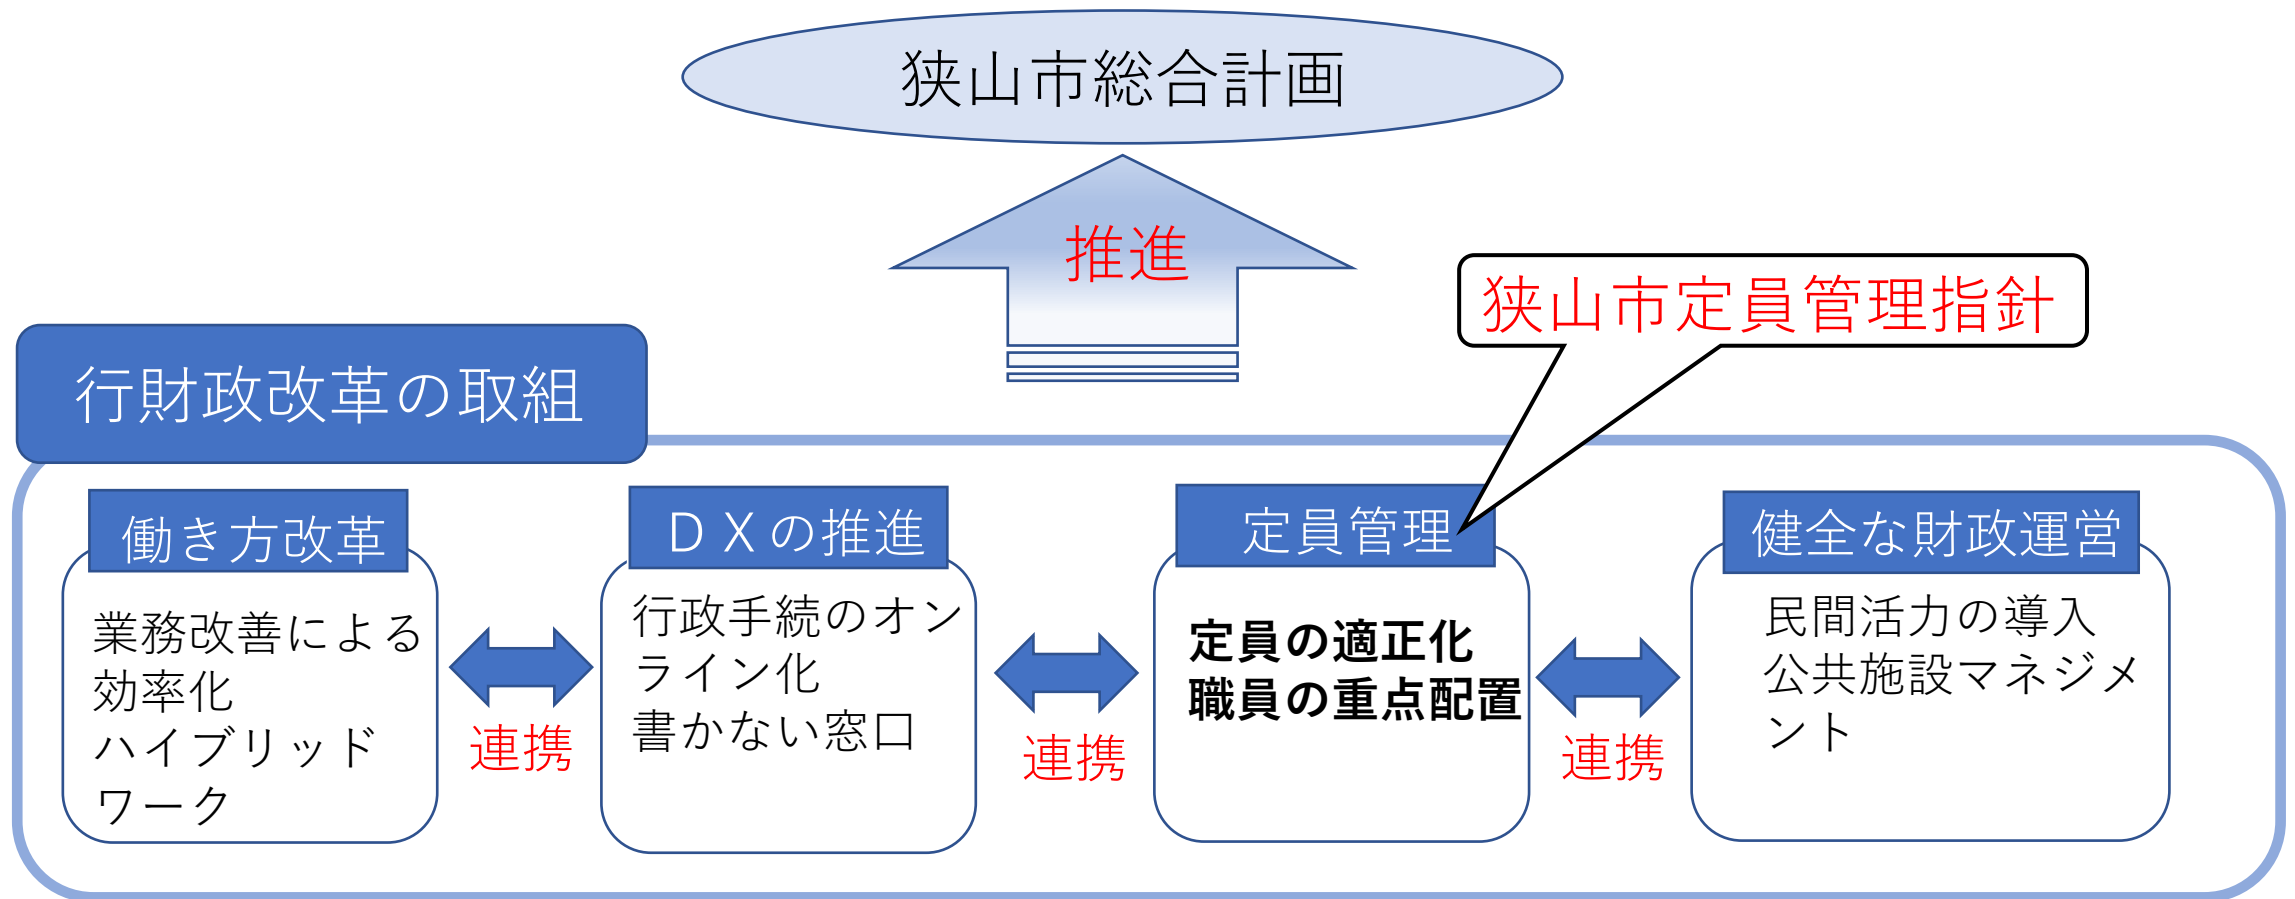 狭山市総合計画
推進
狭山市定員管理指針
行財政改革の取組
働き方改革
業務改善による
効率化
ハイブリッド
ワーク
連携
ＤＸの推進
行政手続のオン
ライン化
書かない窓口
連携
定員管理
定員の適正化
職員の重点配置
連携
健全な財政運営
民間活力の導入
公共施設マネジメ
ント